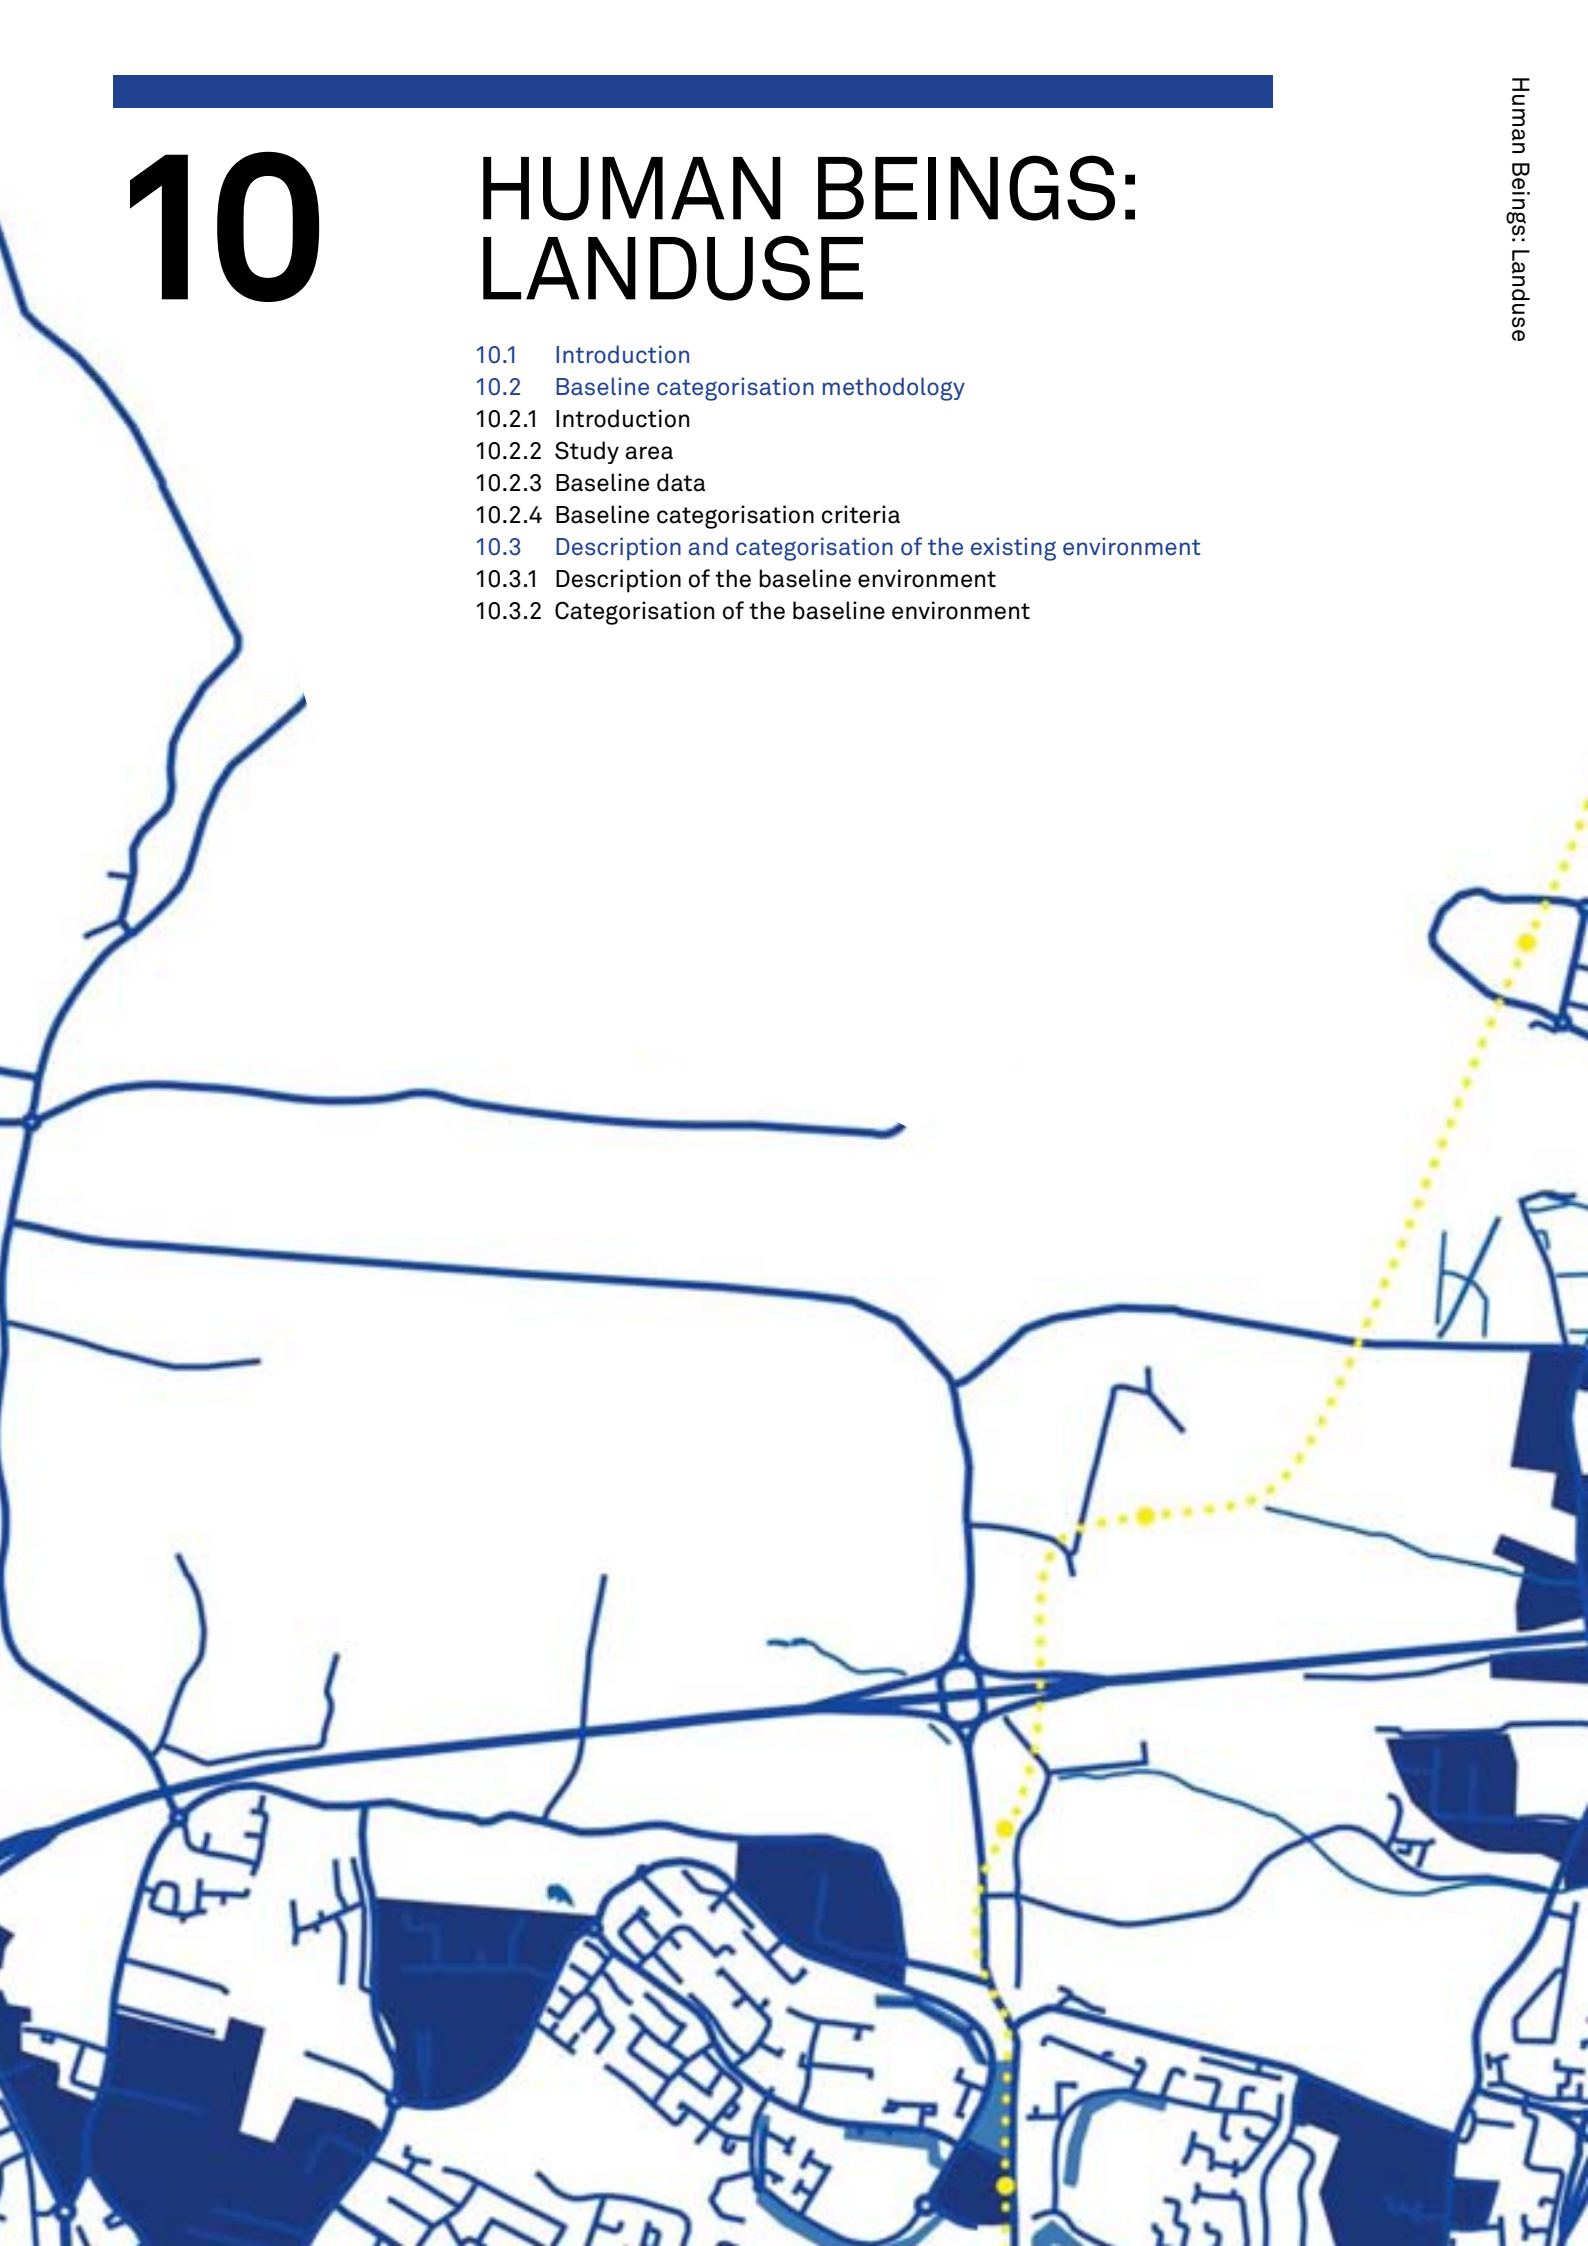 10
HUMAN BEINGS:
LANDUSE
10.1 Introduction
10.2 Baseline categorisation methodology
10.2.1 Introduction
10.2.2 Study area
10.2.3 Baseline data
10.2.4 Baseline categorisation criteria
10.3 Description and categorisation of the existing environment
10.3.1 Description of the baseline environment
10.3.2 Categorisation of the baseline environment
Human Beings: Landuse